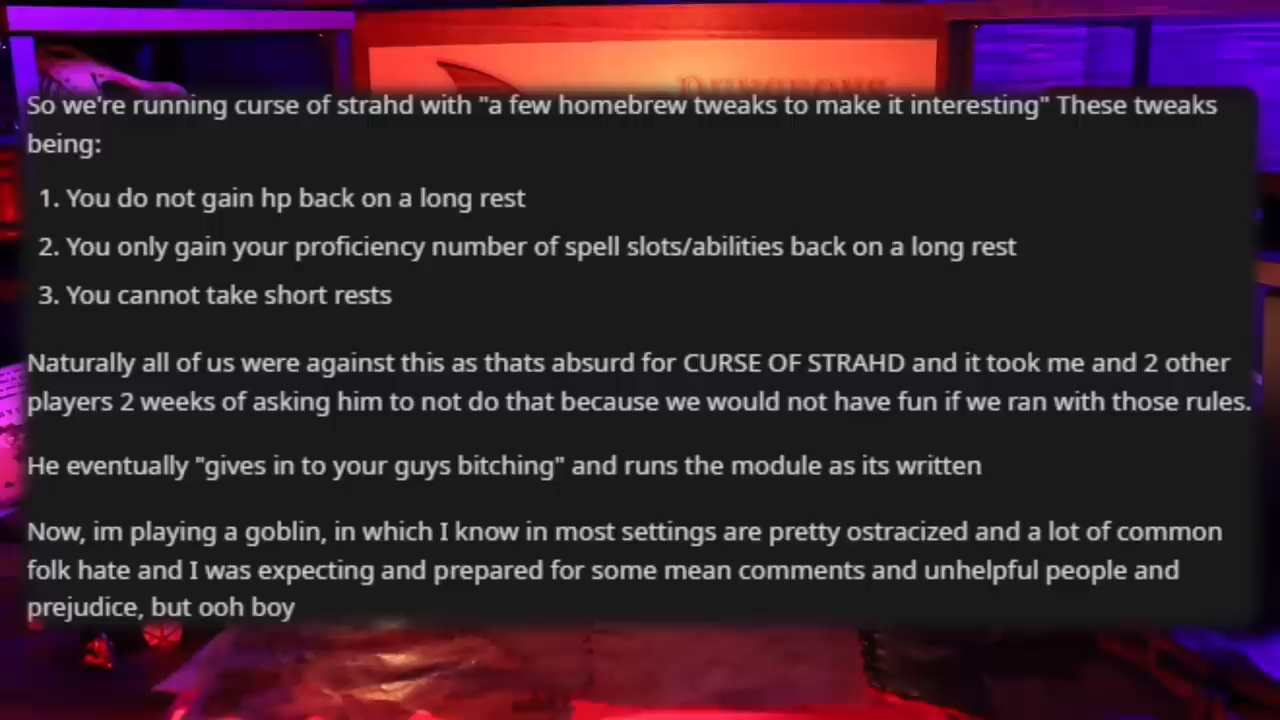 DUNGEONS
So we're running curse of strahd with "a few homebrew tweaks to make it interesting" These tweaks
being:
1. You do not gain hp back on a long rest
2. You only gain your proficiency number of spell slots/abilities back on a long rest
3. You cannot take short rests
Naturally all of us were against this as thats absurd for CURSE OF STRAHD and it took me and 2 other
players 2 weeks of asking him to not do that because we would not have fun if we ran with those rules.
He eventually "gives in to your guys bitching" and runs the module as its written
Now, im playing a goblin, in which I know in most settings are pretty ostracized and a lot of common
folk hate and I was expecting and prepared for some mean comments and unhelpful people and
prejudice, but ooh boy